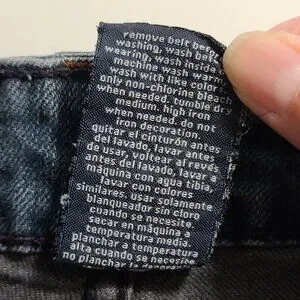 remove belt before
washing, wash before
wearing, wash inside out
machine wash warm
wash with like colors
only non-chlorine bleach
when needed. tumble dry
medium. high iron
when needed. do not
iron decoration.
quitar el cinturón antes
del lavado, lavar antes
de usar, voltear al revés
antes del lavado, lavar a
máquina con agua tibia,
lavar con colores
similares. usar solamente
blanqueador sin cloro
cuando se necesite.
secar en máquina a
temperatura media.
planchar a temperatura
alta cuando se necesite.
no planchar la